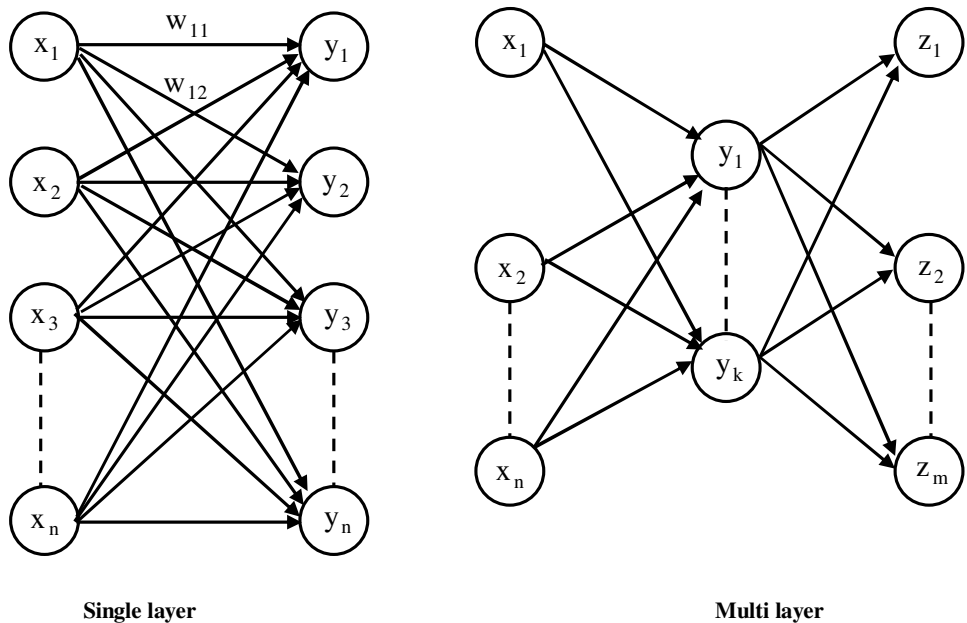 w₁₁
x₁ y₁
w₁₂
x₂ y₂
x₃ y₃
xₙ yₙ
Single layer
x₁ z₁
y₁
x₂ z₂
yₖ
xₙ zₘ
Multi layer